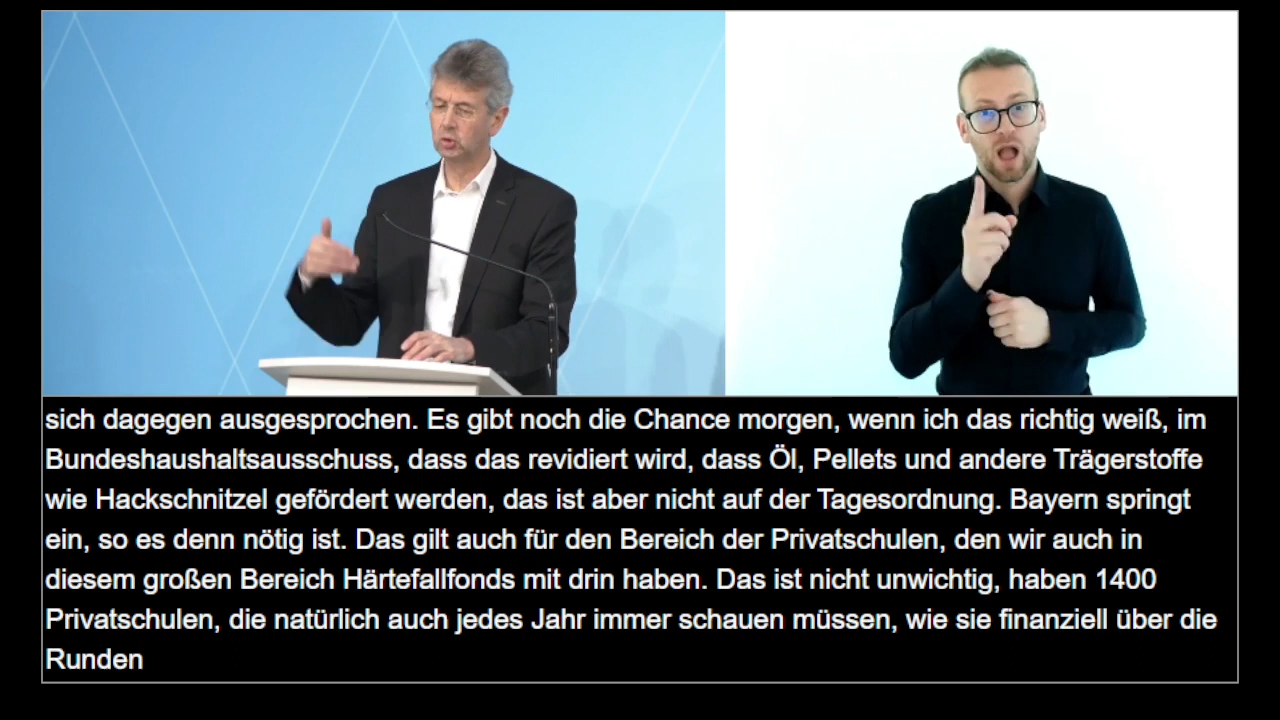 sich dagegen ausgesprochen. Es gibt noch die Chance morgen, wenn ich das richtig weiß, im
Bundeshaushaltsausschuss, dass das revidiert wird, dass Öl, Pellets und andere Trägerstoffe
wie Hackschnitzel gefördert werden, das ist aber nicht auf der Tagesordnung. Bayern springt
ein, so es denn nötig ist. Das gilt auch für den Bereich der Privatschulen, den wir auch in
diesem großen Bereich Härtefallfonds mit drin haben. Das ist nicht unwichtig, haben 1400
Privatschulen, die natürlich auch jedes Jahr immer schauen müssen, wie sie finanziell über die
Runden